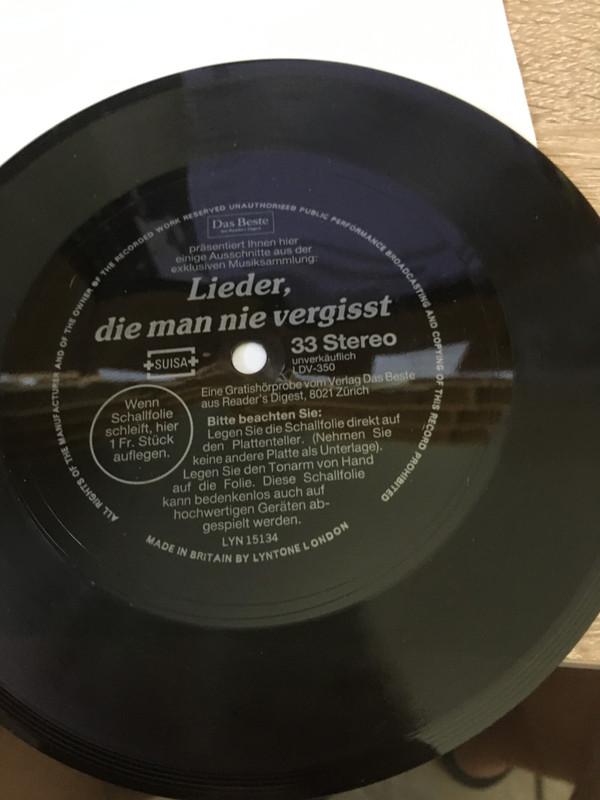 ALL RIGHTS OF THE MANUFACTURER AND OF THE OWNER OF THE RECORDED WORK RESERVED UNAUTHORISED PUBLIC PERFORMANCE BROADCASTING AND COPYING OF THIS RECORD PROHIBITED
Das Beste
präsentiert Ihnen hier
einige Ausschnitte aus der
exklusiven Musiksammlung:
Lieder,
die man nie vergisst
SUISA
33 Stereo
unverkäuflich
LDV-350
Eine Gratishörprobe vom Verlag Das Beste
aus Reader's Digest, 8021 Zürich
Wenn
Schallfolie
schleift, hier
1 Fr. Stück
auflegen.
Bitte beachten Sie:
Legen Sie die Schallfolie direkt auf
den Plattenteller. (Nehmen Sie
keine andere Platte als Unterlage).
Legen Sie den Tonarm von Hand
auf die Folie. Diese Schallfolie
kann bedenkenlos auch auf
hochwertigen Geräten ab-
gespielt werden.
LYN 15134
MADE IN BRITAIN BY LYNTONE LONDON